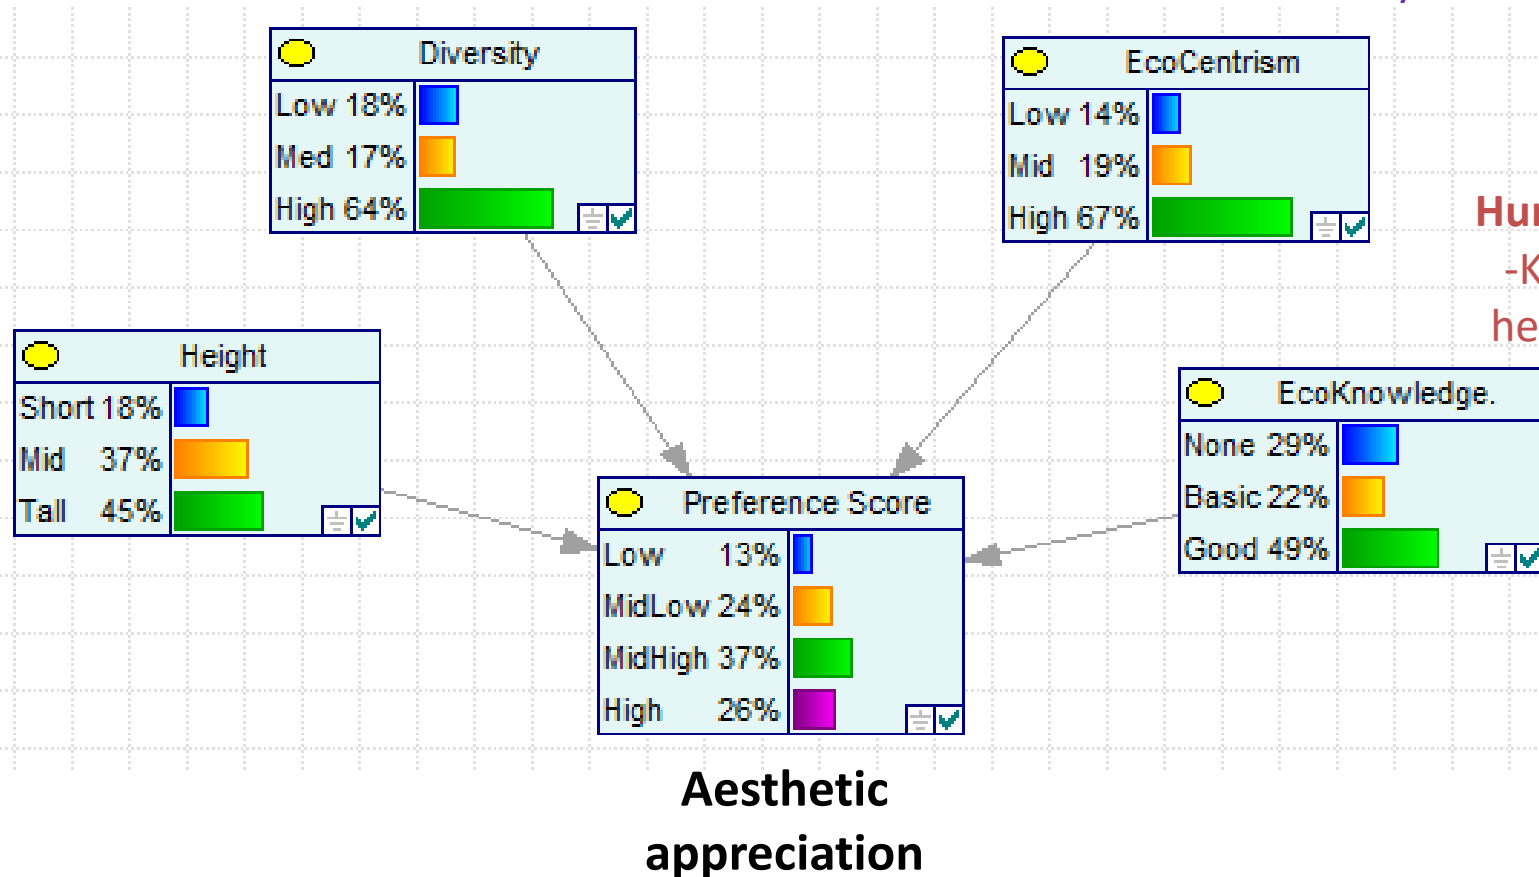 Diversity
Low 18%
Med 17%
High 64%
EcoCentrism
Low 14%
Mid 19%
High 67%
Height
Short 18%
Mid 37%
Tall 45%
EcoKnowledge.
None 29%
Basic 22%
Good 49%
Preference Score
Low 13%
MidLow 24%
MidHigh 37%
High 26%
Aesthetic
appreciation